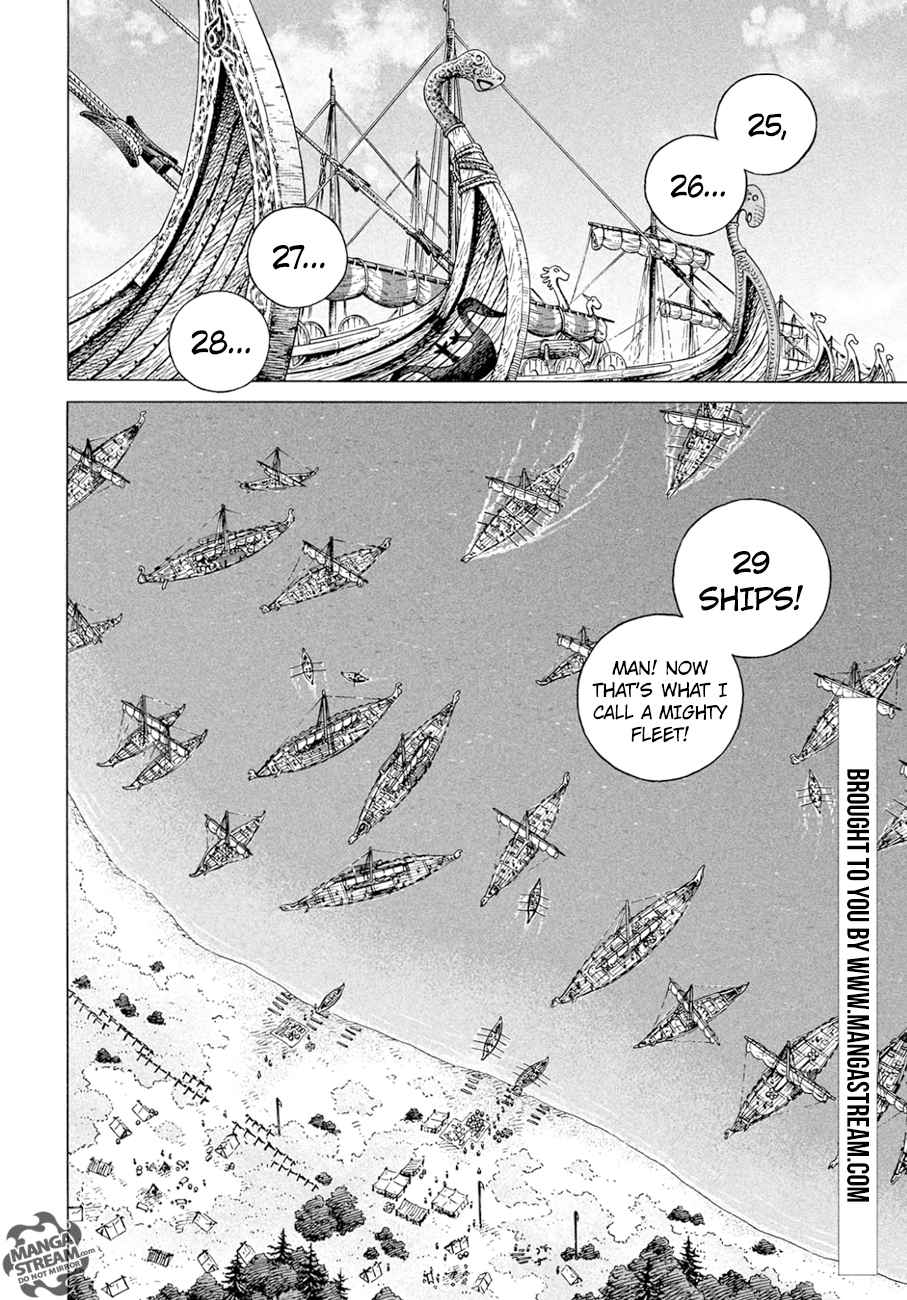 25,
26...
27...
28...
29
SHIPS!
MAN! NOW
THAT'S WHAT I
CALL A MIGHTY
FLEET!
BROUGHT TO YOU BY WWW.MANGASTREAM.COM
MANGA
STREAM.COM
DO NOT MIRROR